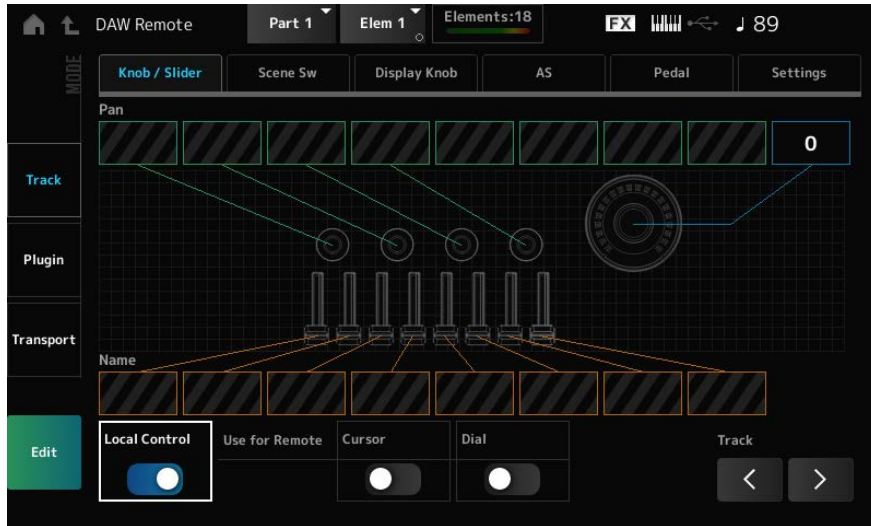 DAW Remote
Part 1
Elem 1
Elements:18
FX
♩ 89
MODE
Knob / Slider
Scene Sw
Display Knob
AS
Pedal
Settings
Pan
0
Track
Plugin
Transport
Name
Edit
Local Control
Use for Remote
Cursor
Dial
Track